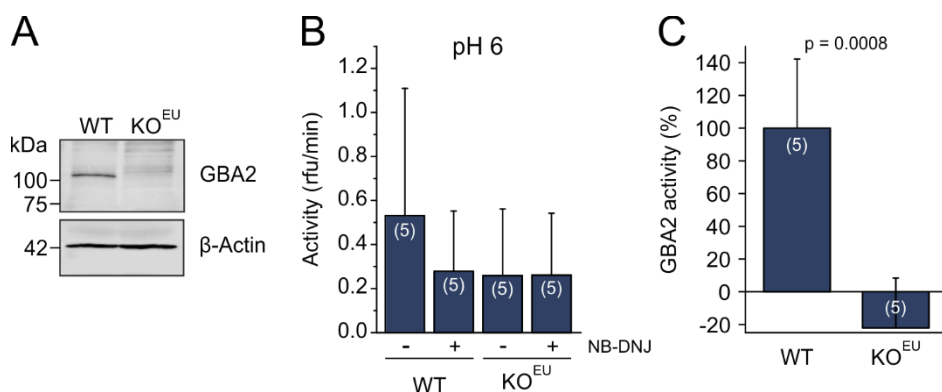 A
WT KO^EU
kDa
100
75
GBA2
42
β-Actin
B
pH 6
Activity (rfu/min)
1.2
1.0
0.8
0.6
0.4
0.2
0.0
(5) (5) (5) (5)
- + - + NB-DNJ
WT KO^EU
C
p = 0.0008
GBA2 activity (%)
140
120
100
80
60
40
20
0
-20
(5) (5)
WT KO^EU